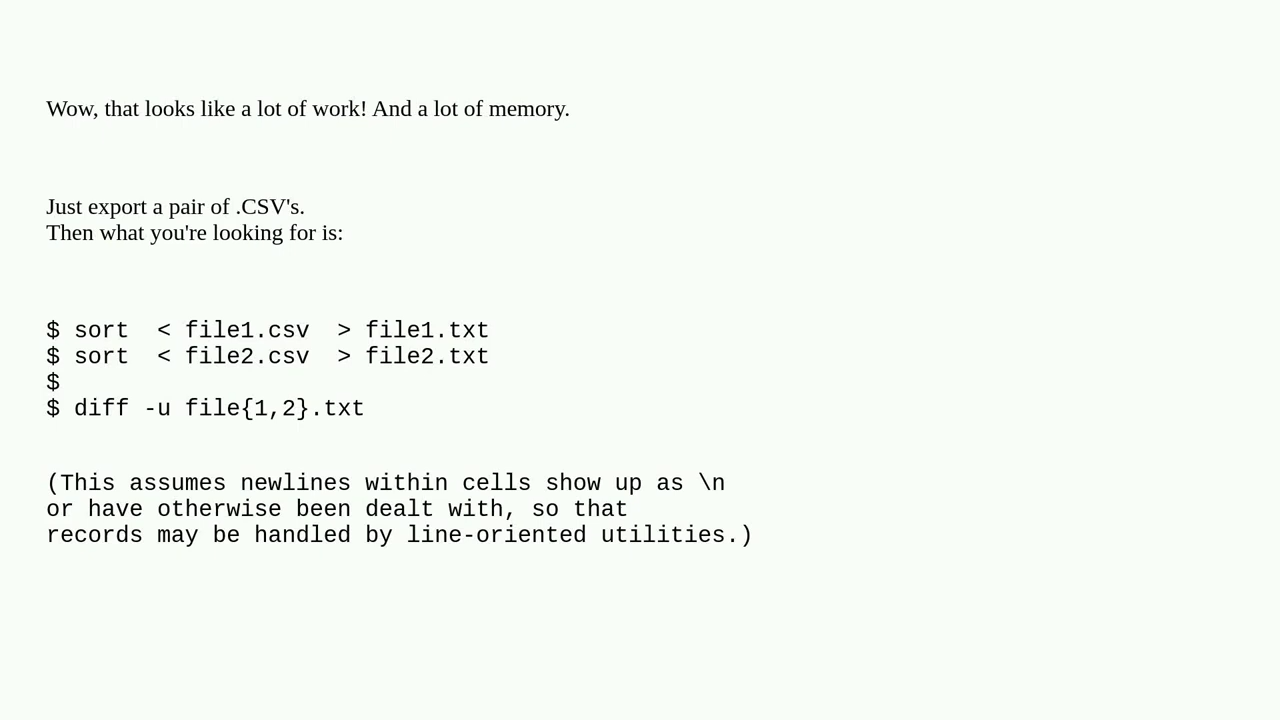 Wow, that looks like a lot of work! And a lot of memory.
Just export a pair of .CSV's.
Then what you're looking for is:
$ sort  < file1.csv  > file1.txt
$ sort  < file2.csv  > file2.txt
$
$ diff -u file{1,2}.txt
(This assumes newlines within cells show up as \n
or have otherwise been dealt with, so that
records may be handled by line-oriented utilities.)